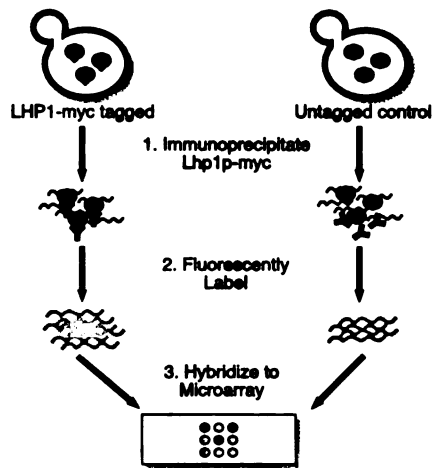 LHP1-myc tagged
Untagged control
1. Immunoprecipitate
Lhp1p-myc
2. Fluorescently
Label
3. Hybridize to
Microarray